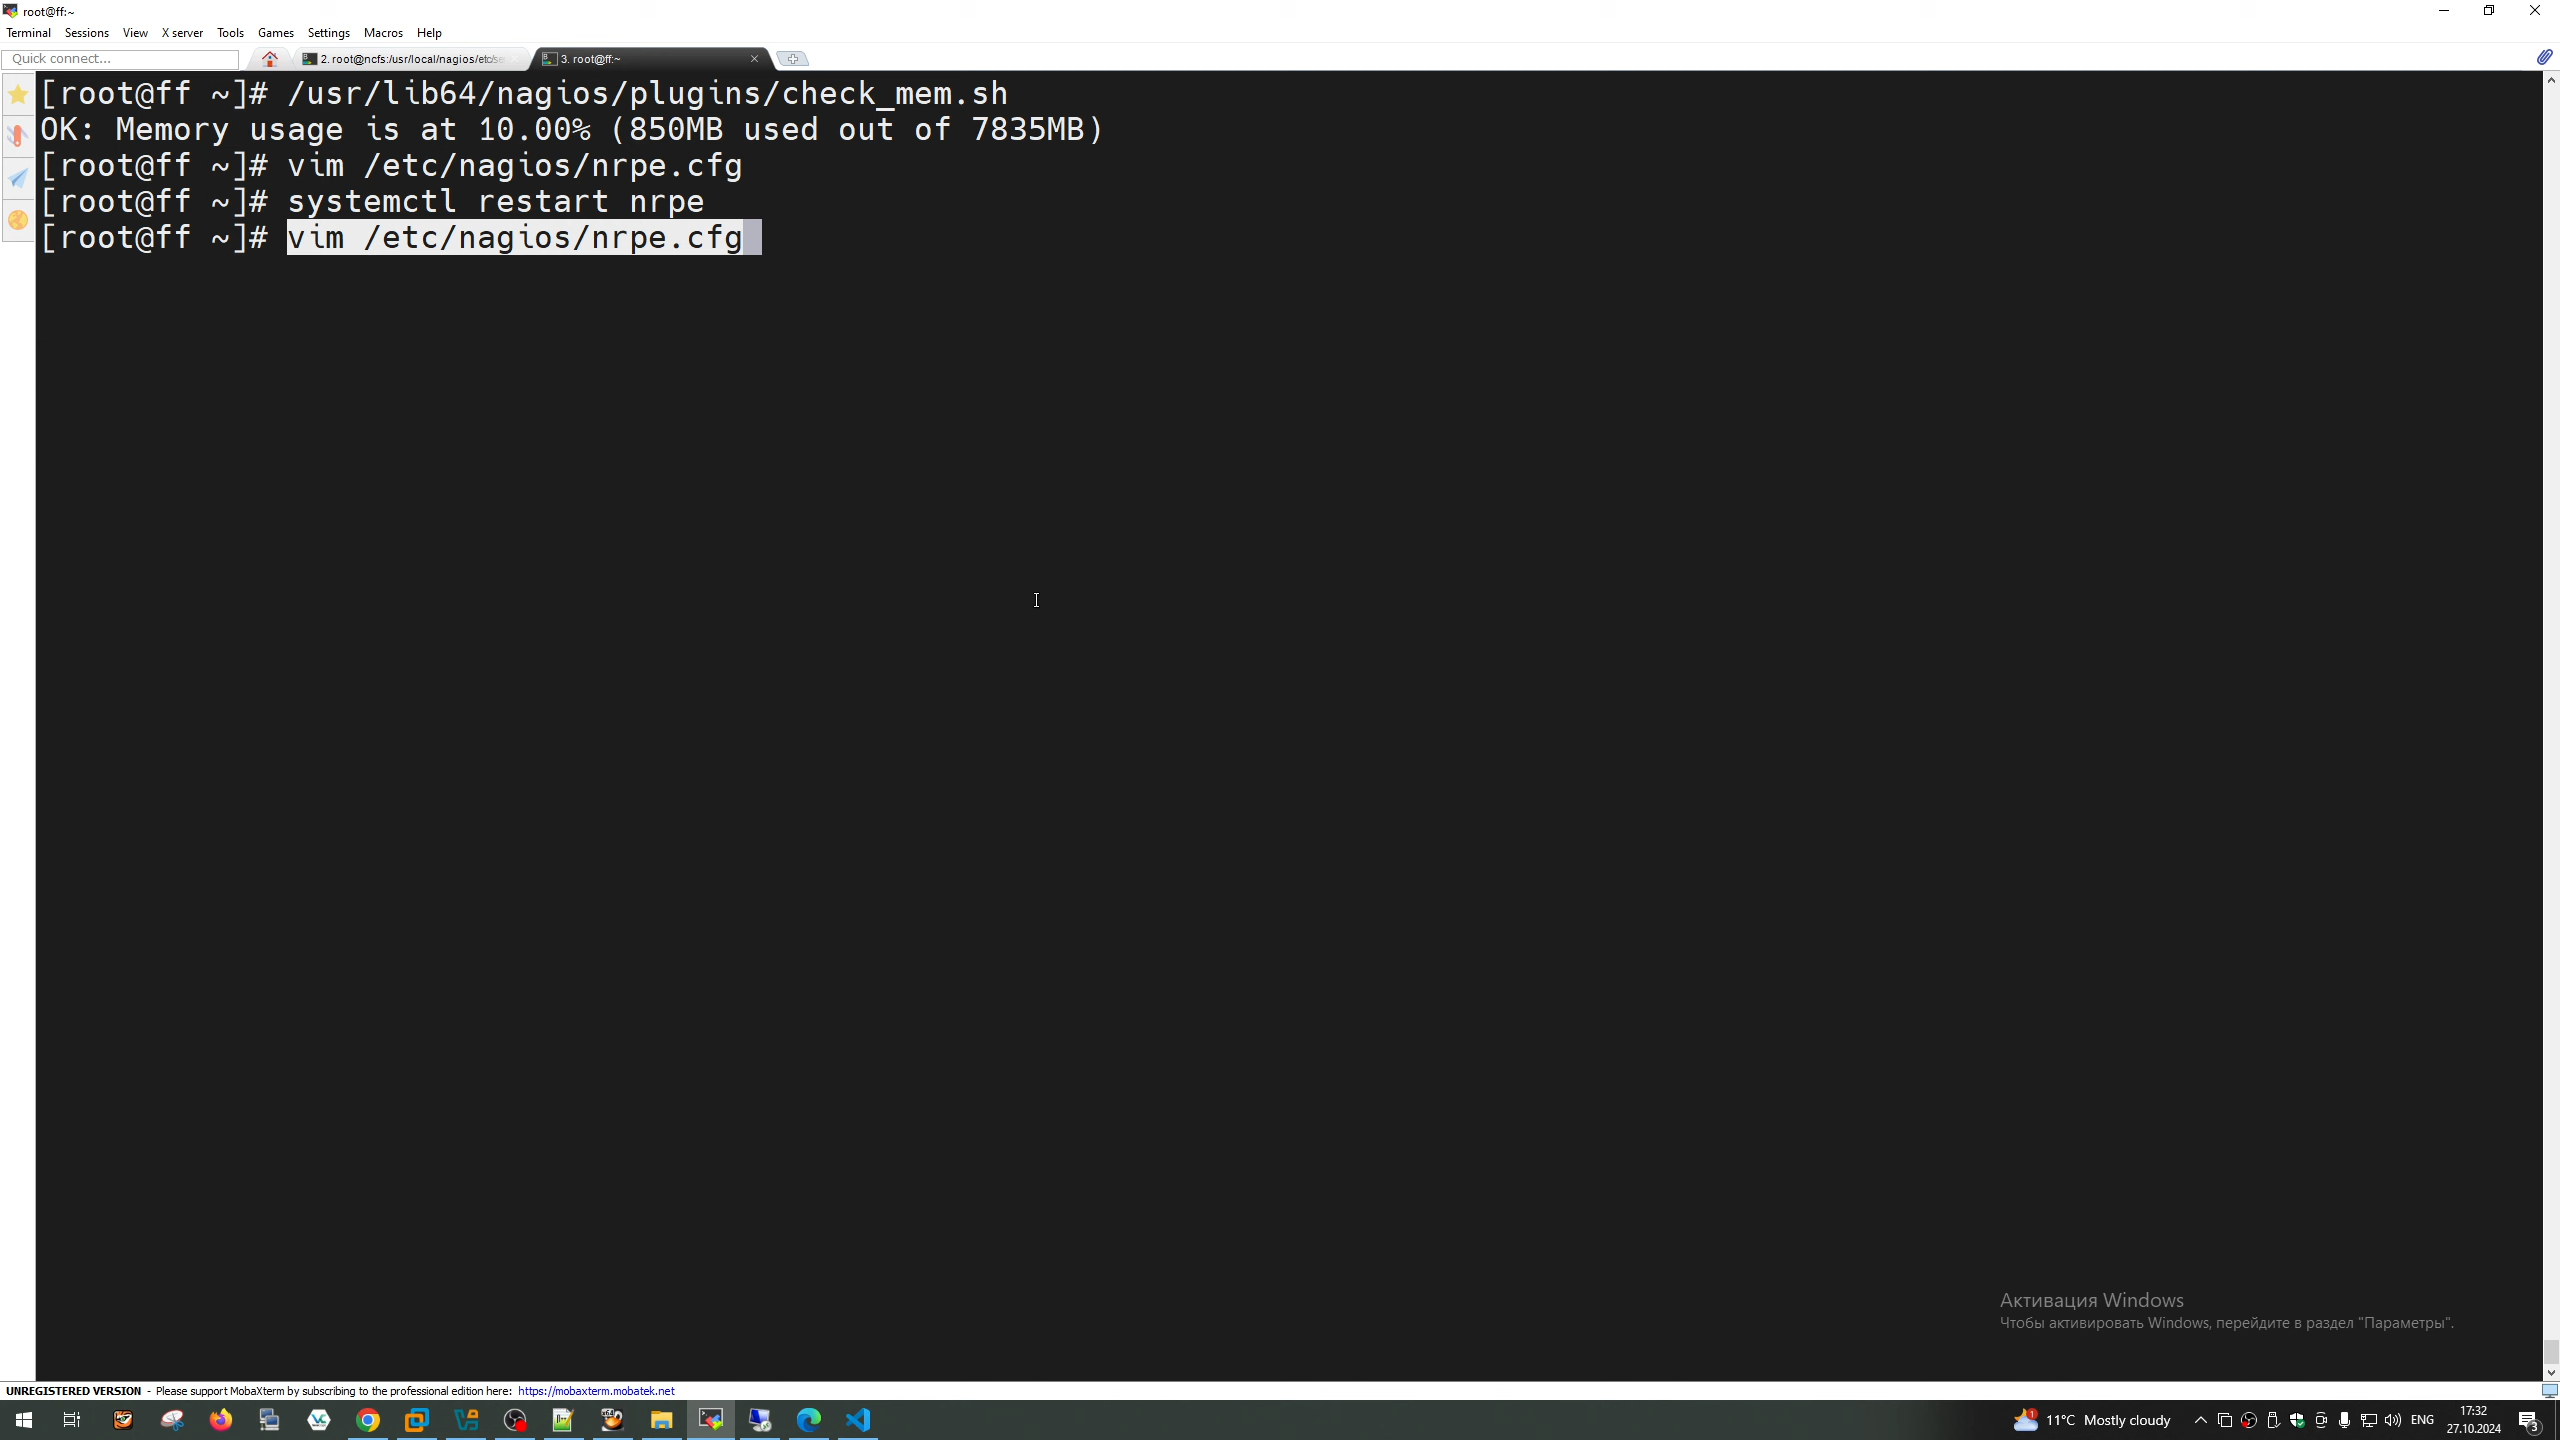 root@ff:~
Terminal Sessions View X server Tools Games Settings Macros Help
Quick connect...
2. root@ncfs:/usr/local/nagios/etc/se
3. root@ff:~
[root@ff ~]# /usr/lib64/nagios/plugins/check_mem.sh
OK: Memory usage is at 10.00% (850MB used out of 7835MB)
[root@ff ~]# vim /etc/nagios/nrpe.cfg
[root@ff ~]# systemctl restart nrpe
[root@ff ~]# vim /etc/nagios/nrpe.cfg
Активация Windows
Чтобы активировать Windows, перейдите в раздел "Параметры".
UNREGISTERED VERSION - Please support MobaXterm by subscribing to the professional edition here: https://mobaxterm.mobatek.net
11°C Mostly cloudy
ENG
17:32
27.10.2024
3